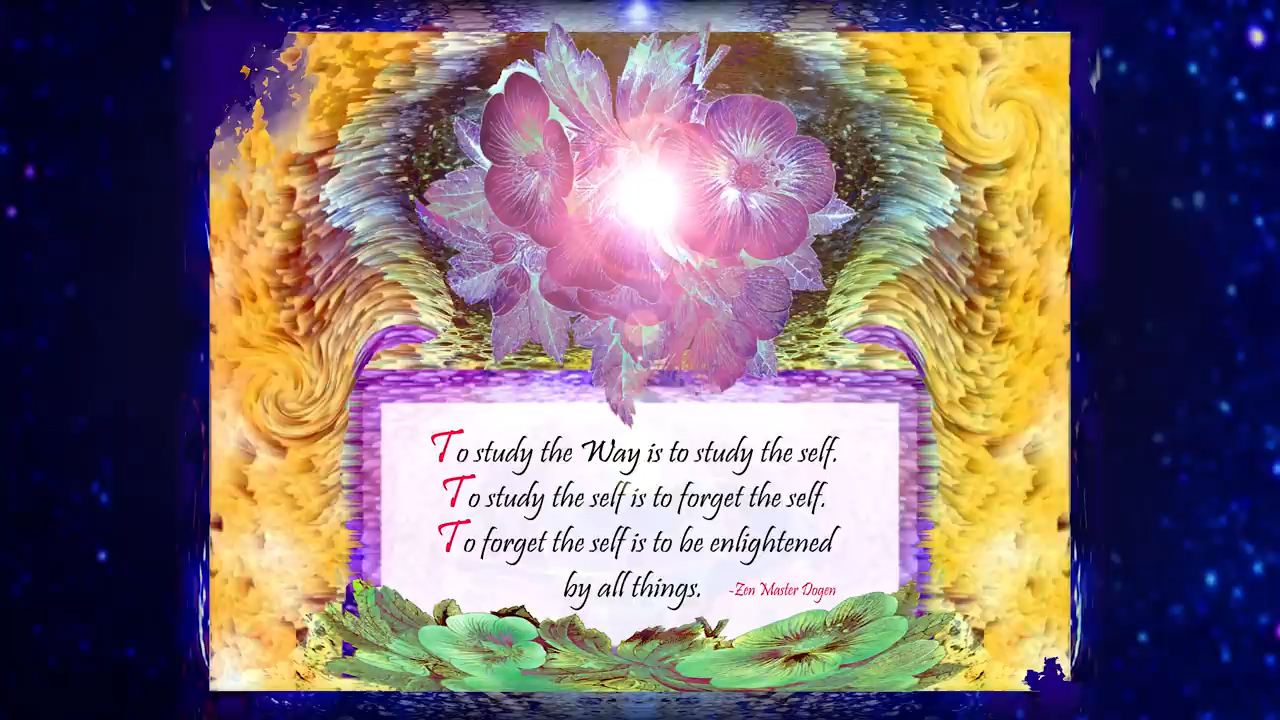 To study the Way is to study the self.
To study the self is to forget the self.
To forget the self is to be enlightened
by all things. -Zen Master Dogen